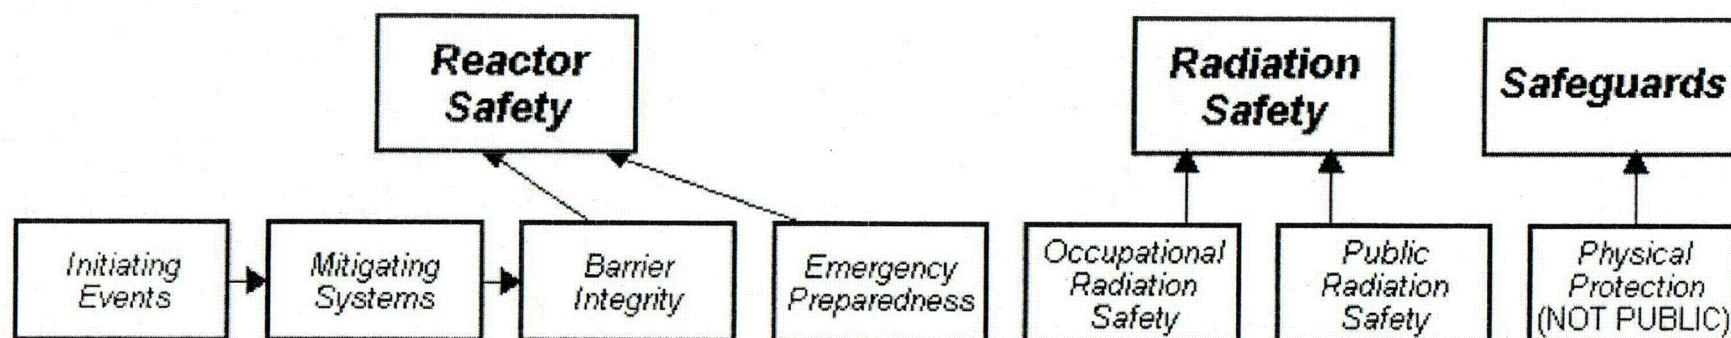 Reactor
Safety
Radiation
Safety
Safeguards
Initiating
Events
Mitigating
Systems
Barrier
Integrity
Emergency
Preparedness
Occupational
Radiation
Safety
Public
Radiation
Safety
Physical
Protection
(NOT PUBLIC)